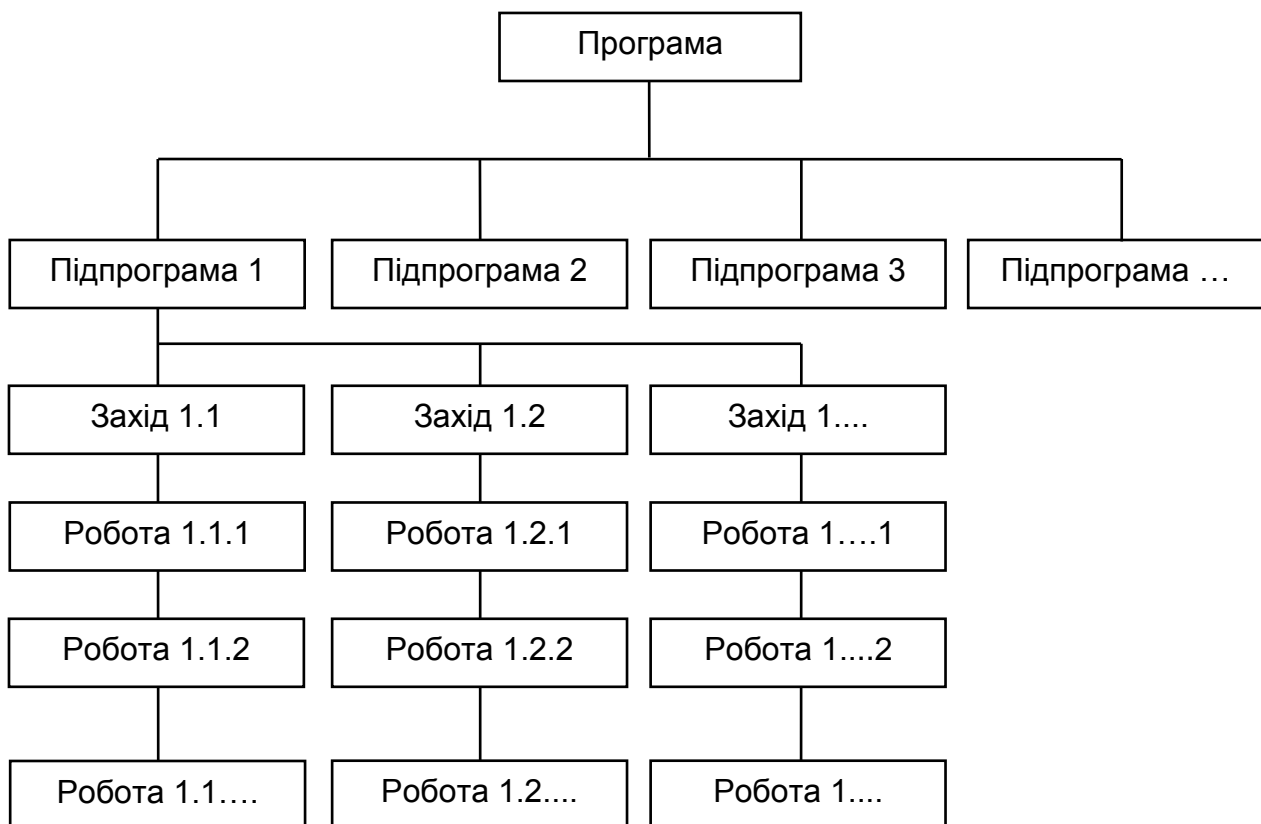 Програма
Підпрограма 1
Підпрограма 2
Підпрограма 3
Підпрограма …
Захід 1.1
Захід 1.2
Захід 1....
Робота 1.1.1
Робота 1.2.1
Робота 1….1
Робота 1.1.2
Робота 1.2.2
Робота 1....2
Робота 1.1….
Робота 1.2....
Робота 1....